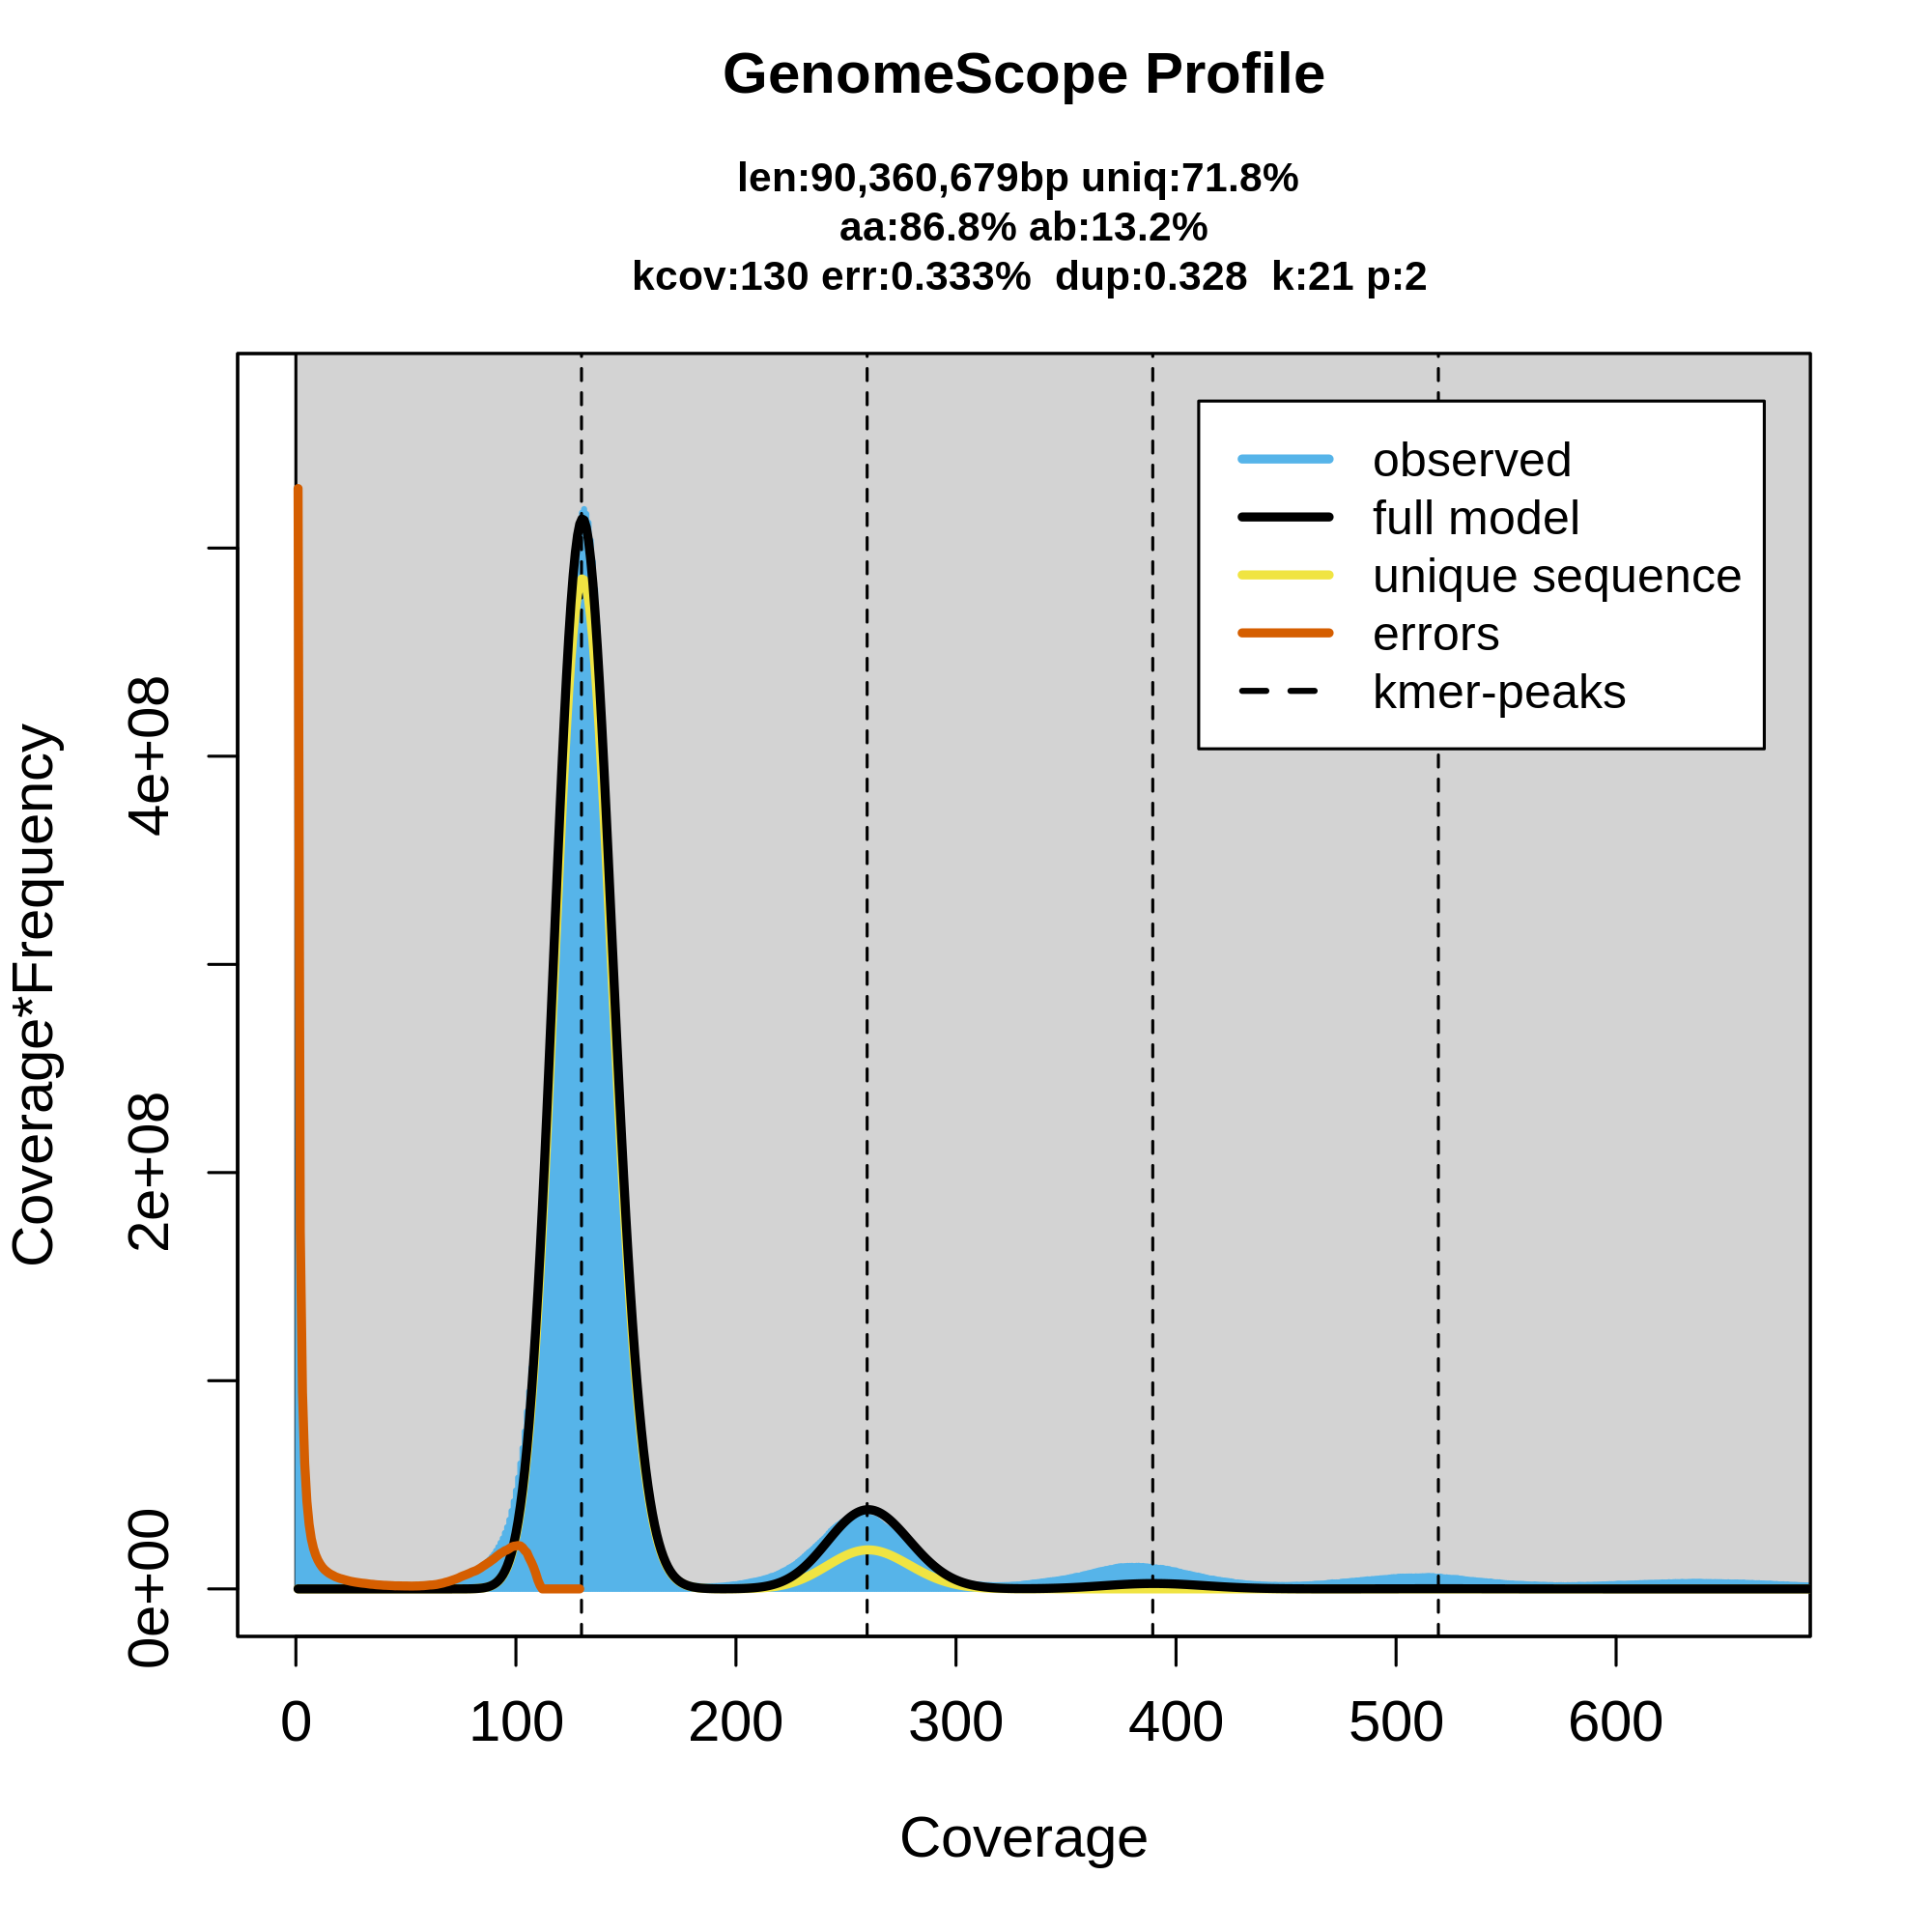 GenomeScope Profile
len:90,360,679bp uniq:71.8%
aa:86.8% ab:13.2%
kcov:130 err:0.333%  dup:0.328  k:21 p:2
observed
full model
unique sequence
errors
kmer-peaks
Coverage*Frequency
4e+08
2e+08
0e+00
0 100 200 300 400 500 600
Coverage